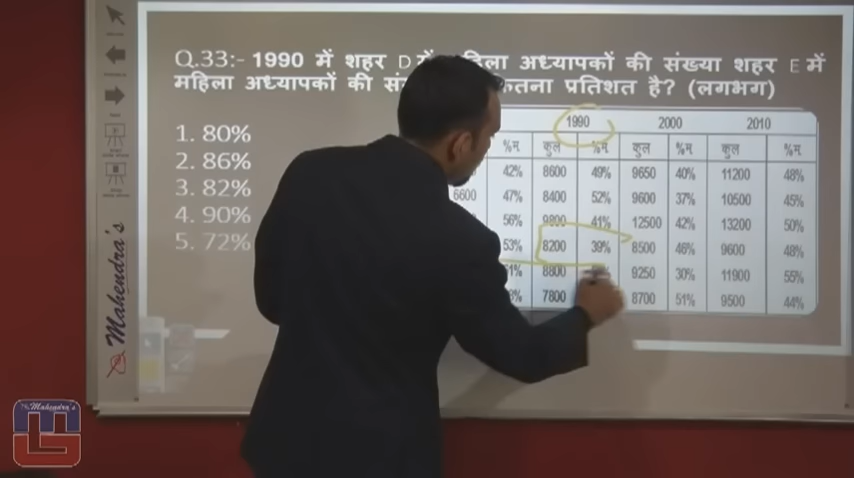 Q.33:- 1990 में शहर D में अध्यापकों की संख्या शहर E में
महिला अध्यापकों की प्रतिशत है? (लगभग)
1. 80%
2. 86%
3. 82%
4. 90%
5. 72%
1990 2000 2010
%म. कुल %म. कुल %म. कुल %म.
42% 8600 49% 9650 40% 11200 48%
6600 47% 8400 52% 9600 37% 10500 45%
56% 9800 41% 12500 42% 13200 50%
53% 8200 39% 8500 46% 9600 48%
8800 9250 30% 11900 55%
7800 8700 51% 9500 44%
Mahendra's
Mahendra's